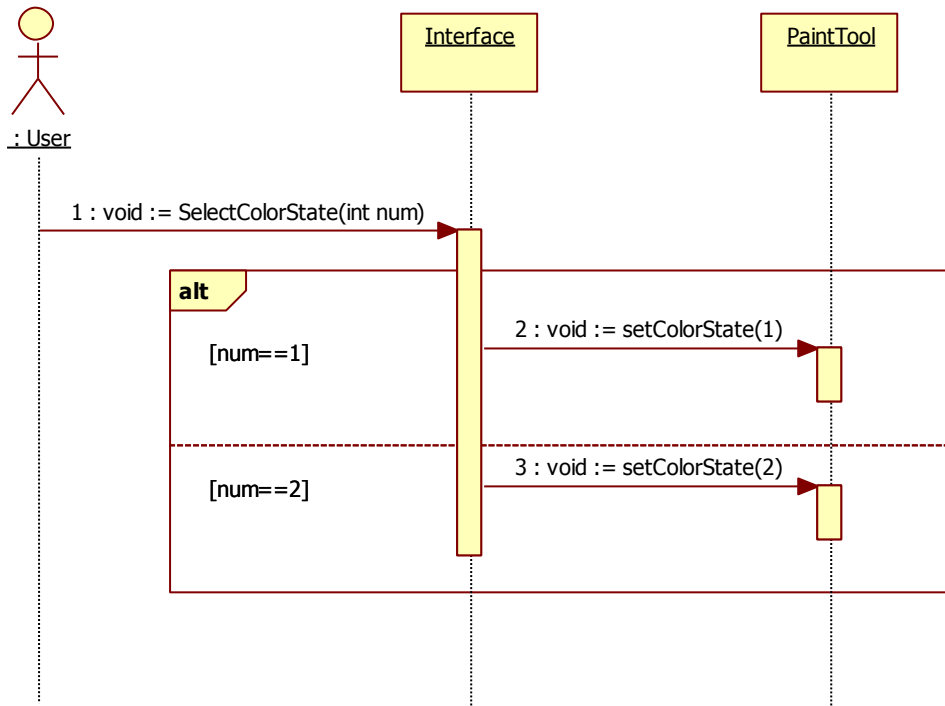 Interface
PaintTool
: User
1 : void := SelectColorState(int num)
alt
2 : void := setColorState(1)
[num==1]
3 : void := setColorState(2)
[num==2]